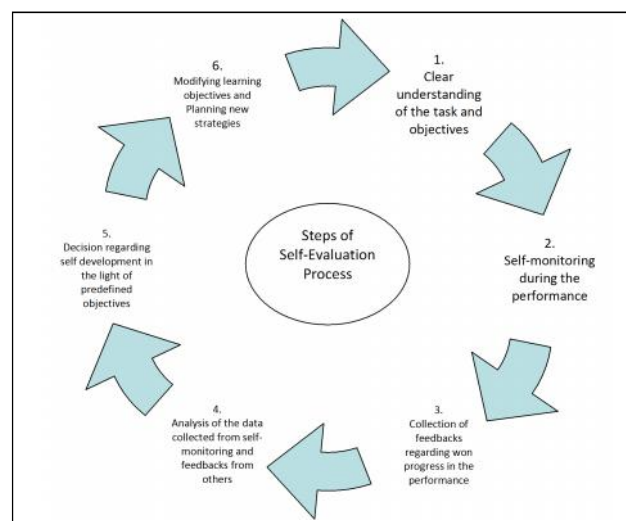 6.
Modifying learning
objectives and
Planning new
strategies
1.
Clear
understanding
of the task and
objectives
Steps of
Self-Evaluation
Process
2.
Self-monitoring
during the
performance
5.
Decision regarding
self development in
the light of
predefined
objectives
3.
Collection of
feedbacks
regarding won
progress in the
performance
4.
Analysis of the data
collected from self-
monitoring and
feedbacks from
others